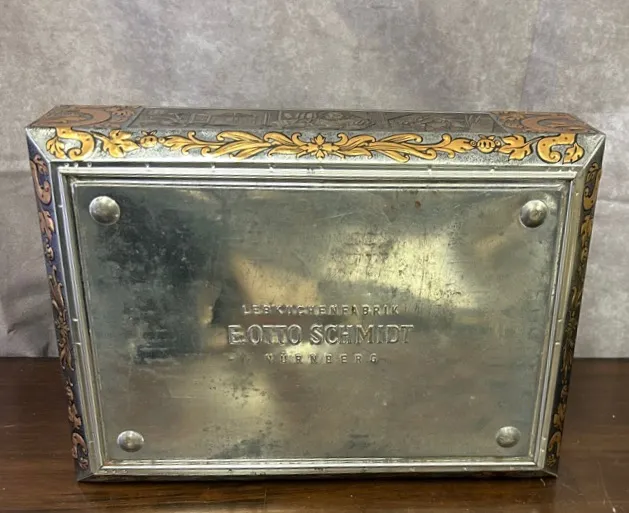 LEBKUCHENFABRIK
E. OTTO SCHMIDT
NÜRNBERG